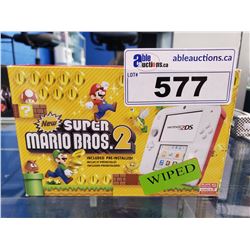 able
auctions.ca
ableauctions.ca
LOT#
577
New
SUPER
MARIO BROS. 2
INCLUDED PRE-INSTALLED!
NINTENDO 2DS
WIPED